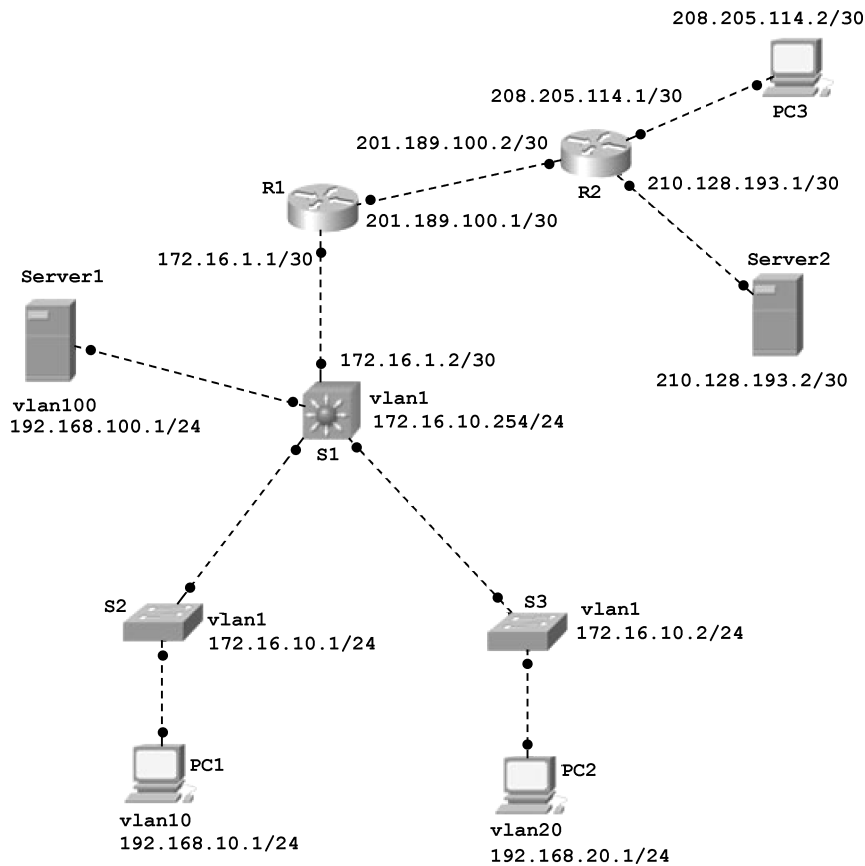 208.205.114.2/30
PC3
208.205.114.1/30
201.189.100.2/30
R2
210.128.193.1/30
R1
201.189.100.1/30
172.16.1.1/30
Server2
210.128.193.2/30
Server1
vlan100
192.168.100.1/24
172.16.1.2/30
vlan1
172.16.10.254/24
S1
S2
vlan1
172.16.10.1/24
S3
vlan1
172.16.10.2/24
PC1
vlan10
192.168.10.1/24
PC2
vlan20
192.168.20.1/24